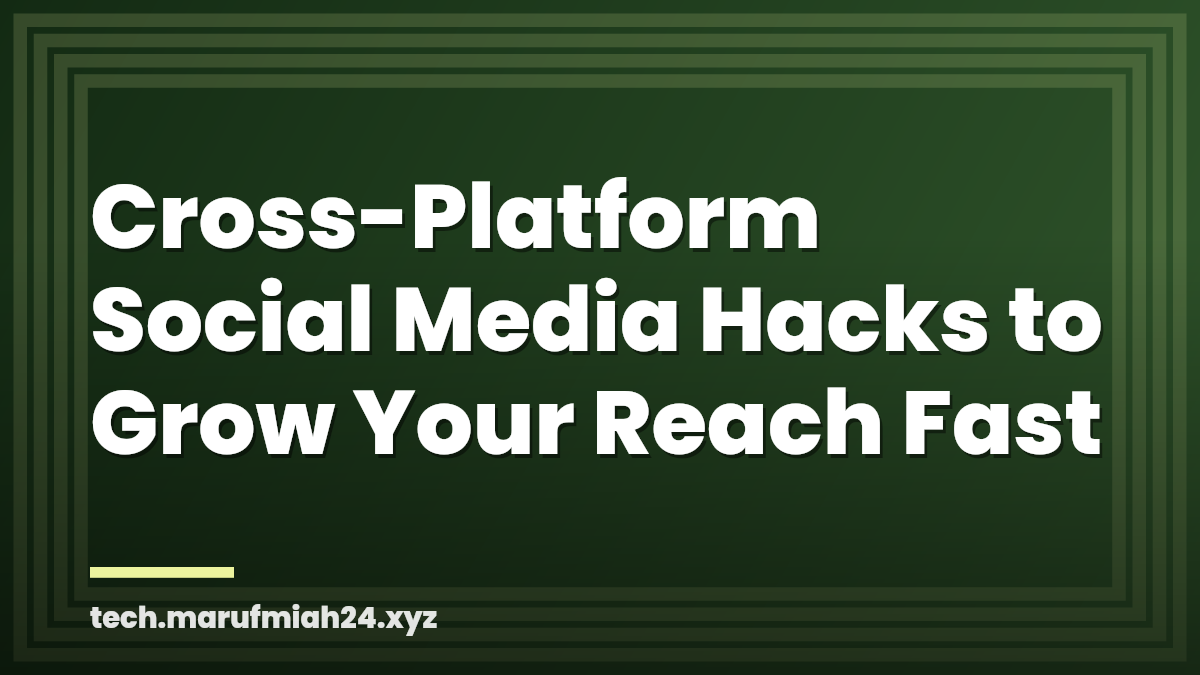 Cross-Platform
Social Media Hacks to
Grow Your Reach Fast
tech.marufmiah24.xyz